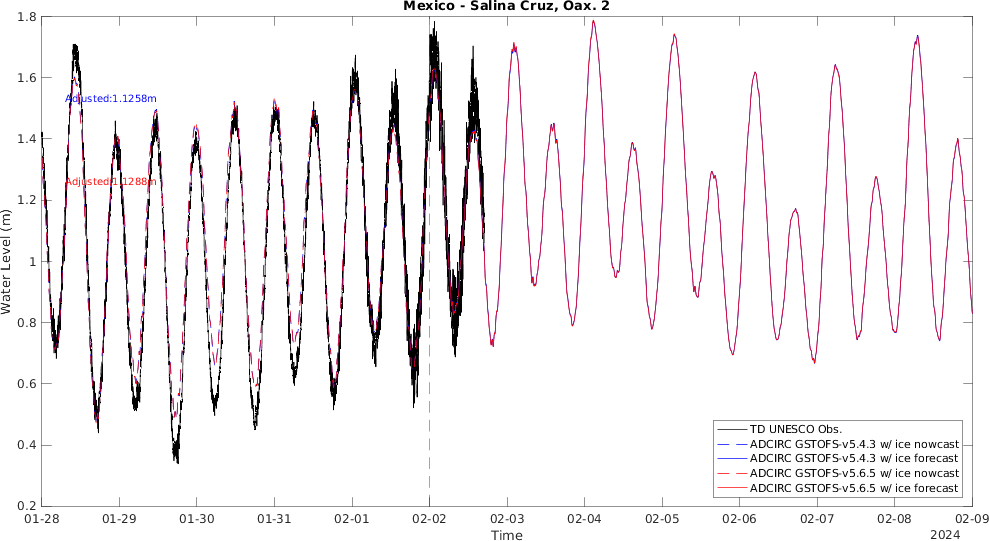 Mexico - Salina Cruz, Oax. 2
1.8
1.6
1.4
1.2
1
0.8
0.6
0.4
0.2
Water Level (m)
Adjusted:1.1258m
Adjusted:1.1288m
TD UNESCO Obs.
ADCIRC GSTOFS-v5.4.3 w/ ice nowcast
ADCIRC GSTOFS-v5.4.3 w/ ice forecast
ADCIRC GSTOFS-v5.6.5 w/ ice nowcast
ADCIRC GSTOFS-v5.6.5 w/ ice forecast
01-28 01-29 01-30 01-31 02-01 02-02 02-03 02-04 02-05 02-06 02-07 02-08 02-09
Time
2024